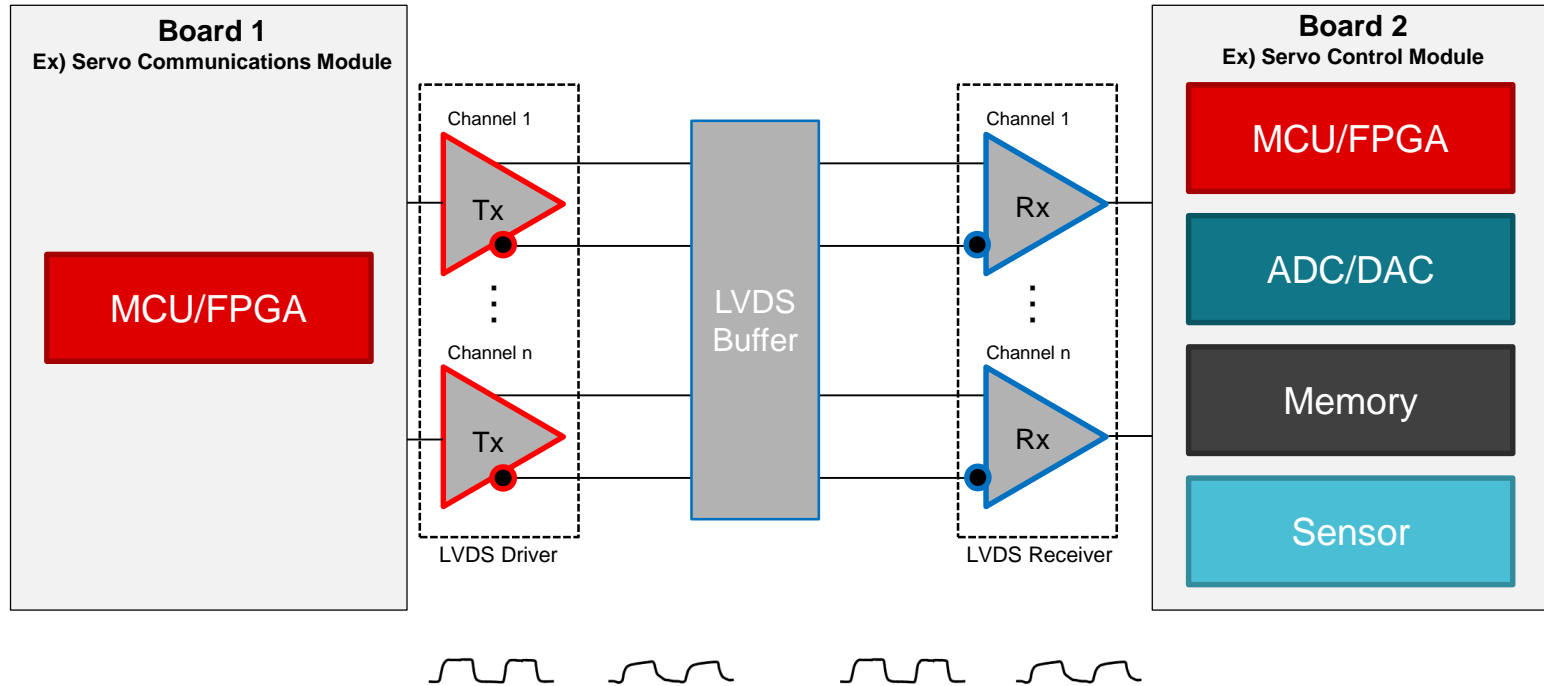 Board 1
Ex) Servo Communications Module
MCU/FPGA
Channel 1
Tx
Channel n
Tx
LVDS Driver
LVDS
Buffer
Channel 1
Rx
Channel n
Rx
LVDS Receiver
Board 2
Ex) Servo Control Module
MCU/FPGA
ADC/DAC
Memory
Sensor